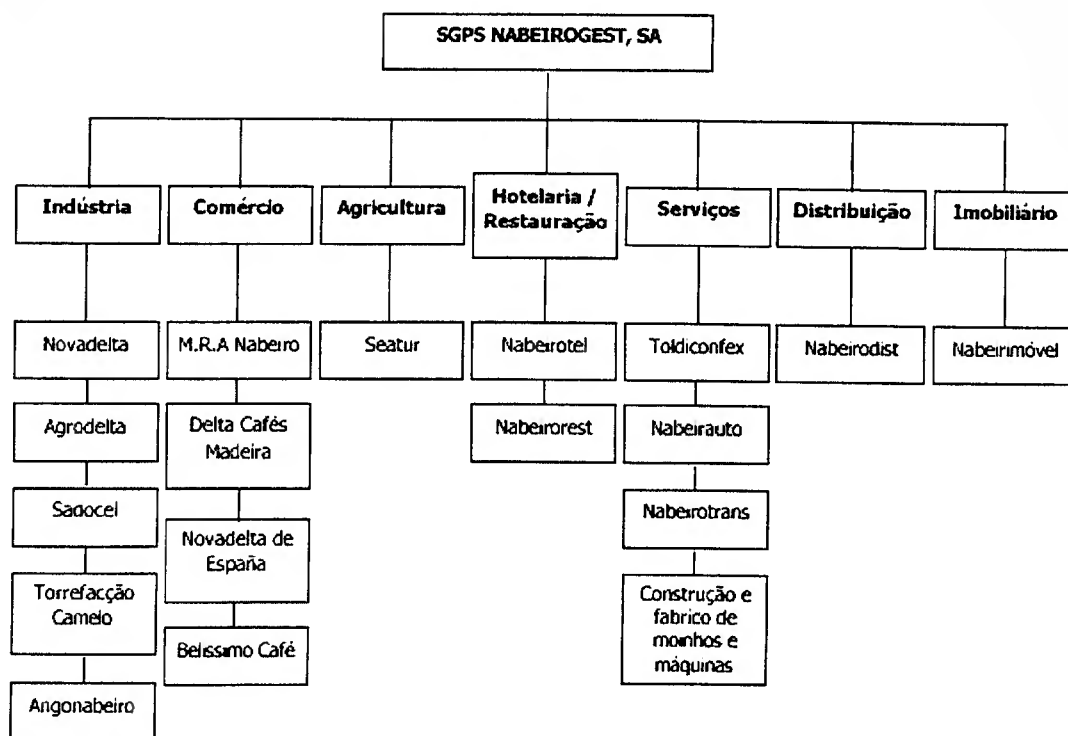 SGPS NABEIROGEST, SA
Indústria
Comércio
Agricultura
Hotelaria /
Restauração
Serviços
Distribuição
Imobiliário
Novadelta
M.R.A Nabeiro
Seatur
Nabeirotel
Toldiconfex
Nabeirodist
Nabeirimóvel
Agrodelta
Delta Cafés
Madeira
Nabeirorest
Nabeirauto
Sadocel
Novadelta de
España
Nabeirotrans
Torrefacção
Camelo
Belissimo Café
Construção e
fabrico de
moinhos e
máquinas
Angonabeiro